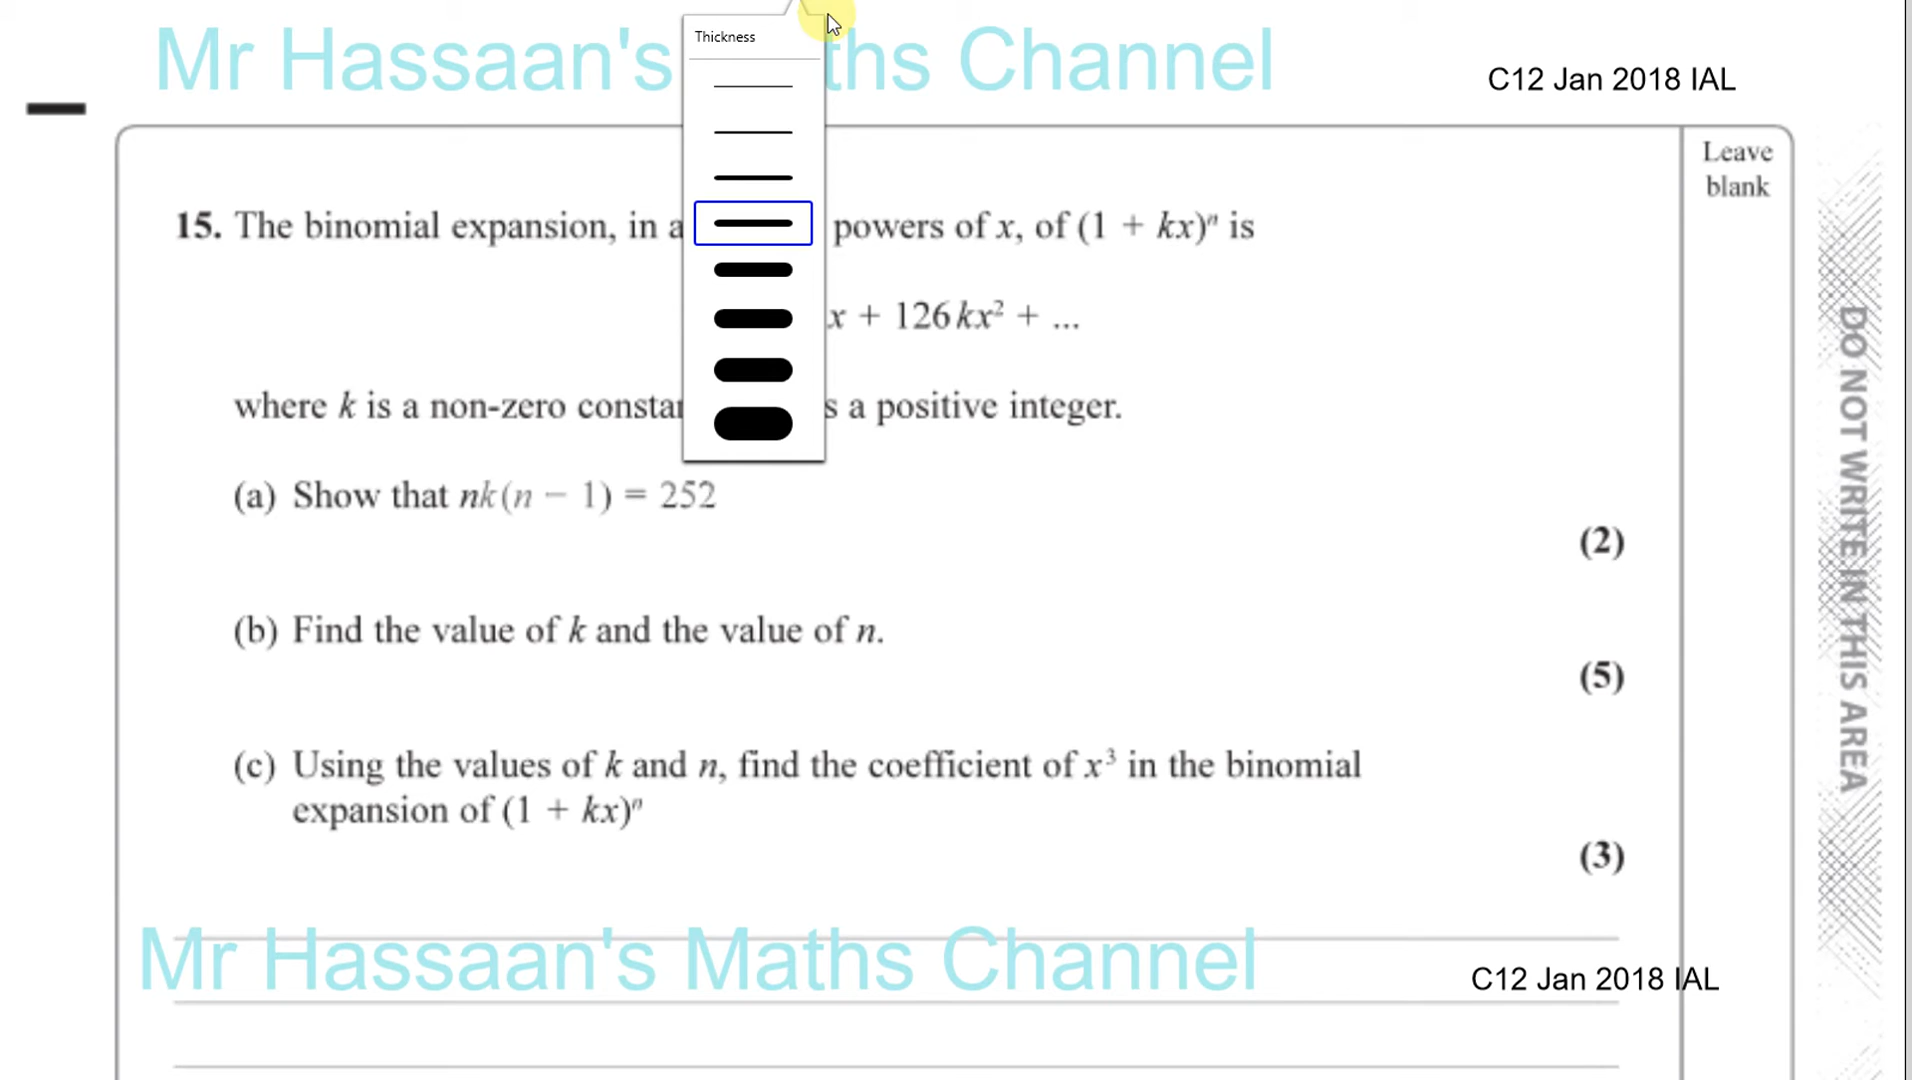 Mr Hassaan's
ths Channel
Thickness
C12 Jan 2018 IAL
Leave
blank
15. The binomial expansion, in a
powers of x, of (1 + kx)ⁿ is
x + 126kx² + ...
where k is a non-zero
s a positive integer.
(a) Show that nk(n − 1) = 252
(2)
(b) Find the value of k and the value of n.
(5)
(c) Using the values of k and n, find the coefficient of x³ in the binomial
expansion of (1 + kx)ⁿ
(3)
Mr Hassaan's Maths Channel
C12 Jan 2018 IAL
DO NOT WRITE IN THIS AREA